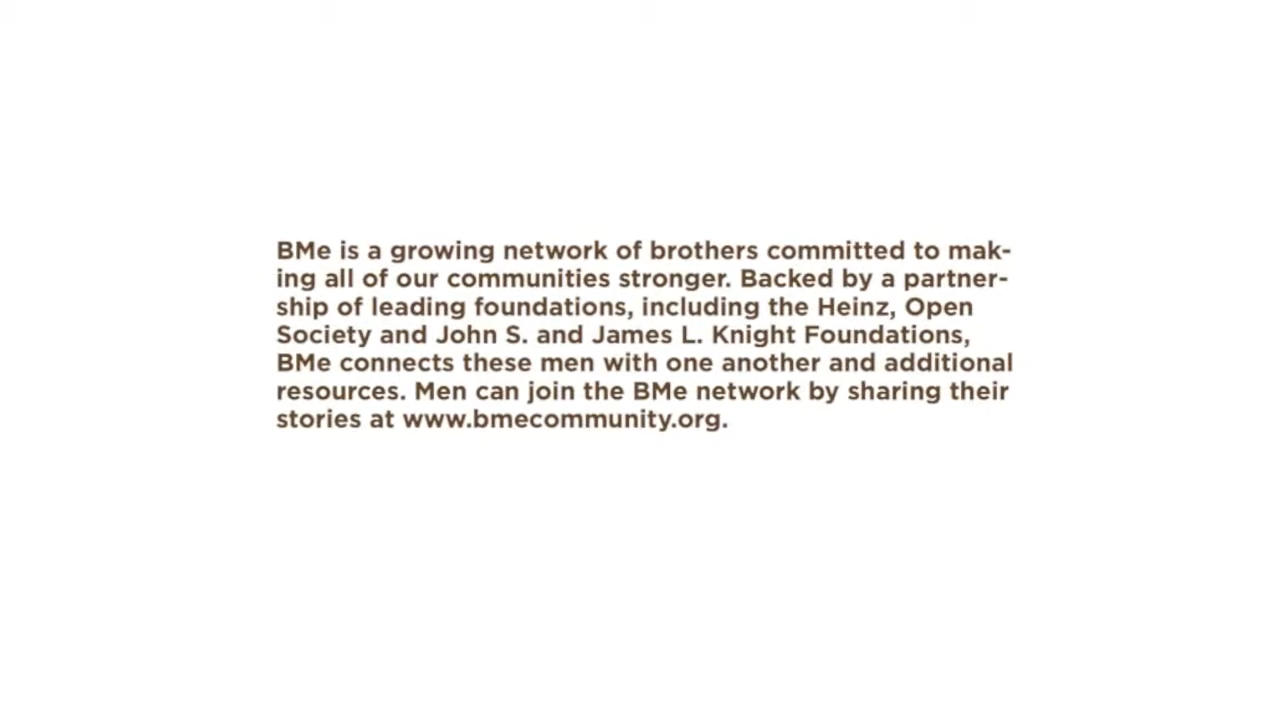 BMe is a growing network of brothers committed to mak-
ing all of our communities stronger. Backed by a partner-
ship of leading foundations, including the Heinz, Open
Society and John S. and James L. Knight Foundations,
BMe connects these men with one another and additional
resources. Men can join the BMe network by sharing their
stories at www.bmecommunity.org.